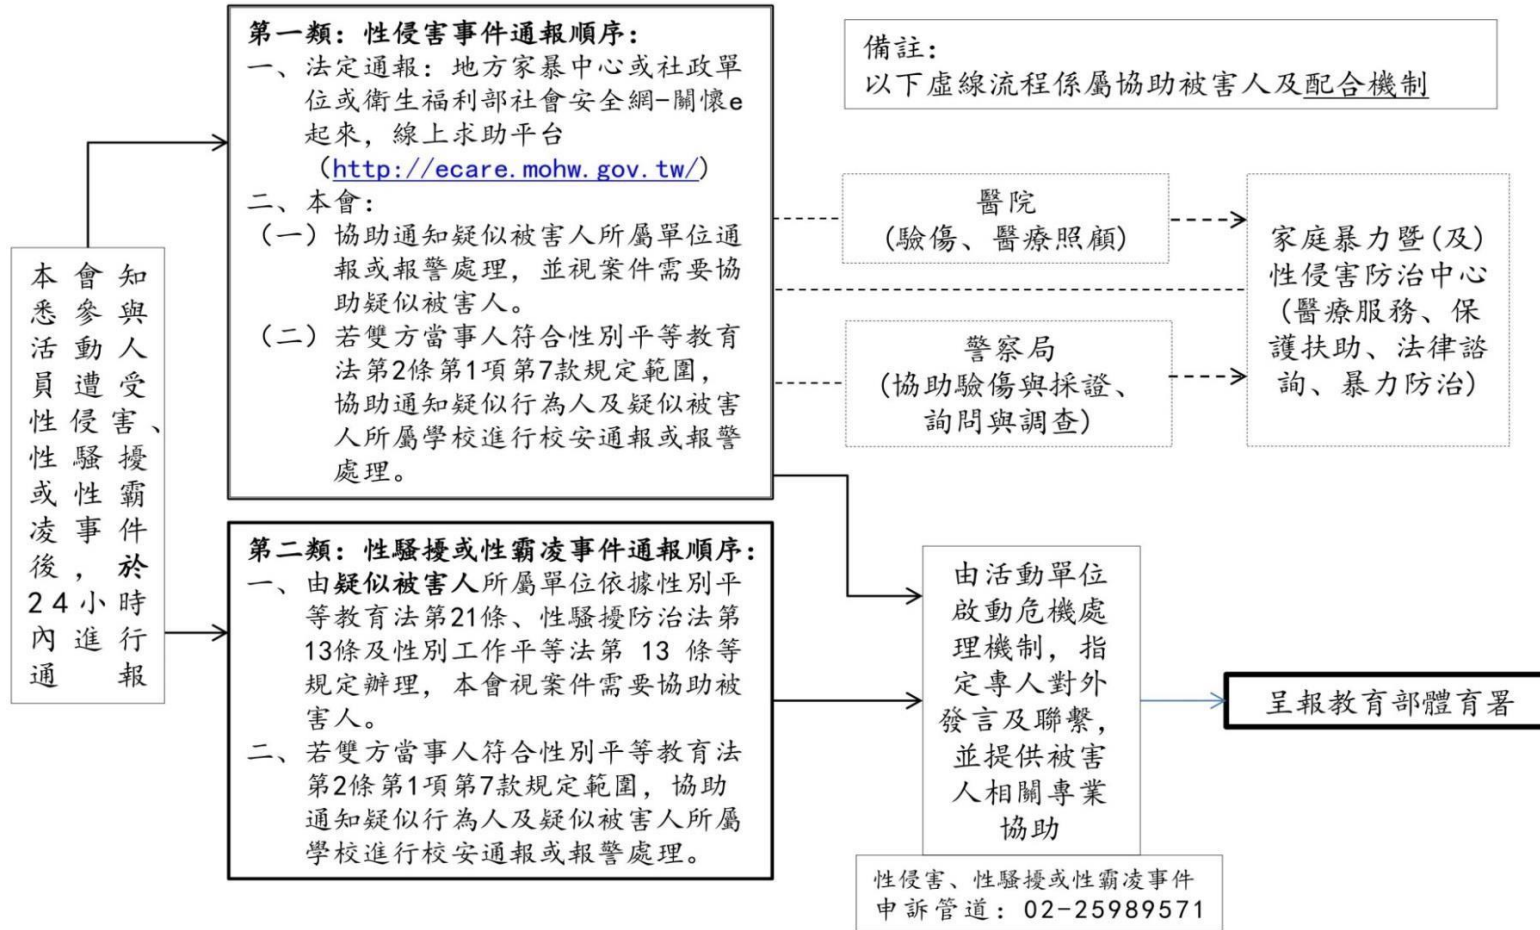 本會知
悉參與
活動人
員遭受
性侵害、
性騷擾
或性霸
凌事件
後，於
24小時
內進行
通報
第一類：性侵害事件通報順序：
一、法定通報：地方家暴中心或社政單
位或衛生福利部社會安全網-關懷e
起來，線上求助平台
（http://ecare.mohw.gov.tw/）
二、本會：
（一）協助通知疑似被害人所屬單位通
報或報警處理，並視案件需要協
助疑似被害人。
（二）若雙方當事人符合性別平等教育
法第2條第1項第7款規定範圍，
協助通知疑似行為人及疑似被害
人所屬學校進行校安通報或報警
處理。
第二類：性騷擾或性霸凌事件通報順序：
一、由疑似被害人所屬單位依據性別平
等教育法第21條、性騷擾防治法第
13條及性別工作平等法第 13 條等
規定辦理，本會視案件需要協助被
害人。
二、若雙方當事人符合性別平等教育法
第2條第1項第7款規定範圍，協助
通知疑似行為人及疑似被害人所屬
學校進行校安通報或報警處理。
備註：
以下虛線流程係屬協助被害人及配合機制
醫院
(驗傷、醫療照顧)
警察局
(協助驗傷與採證、
詢問與調查)
家庭暴力暨(及)
性侵害防治中心
(醫療服務、保
護扶助、法律諮
詢、暴力防治)
由活動單位
啟動危機處
理機制，指
定專人對外
發言及聯繫，
並提供被害
人相關專業
協助
呈報教育部體育署
性侵害、性騷擾或性霸凌事件
申訴管道：02-25989571